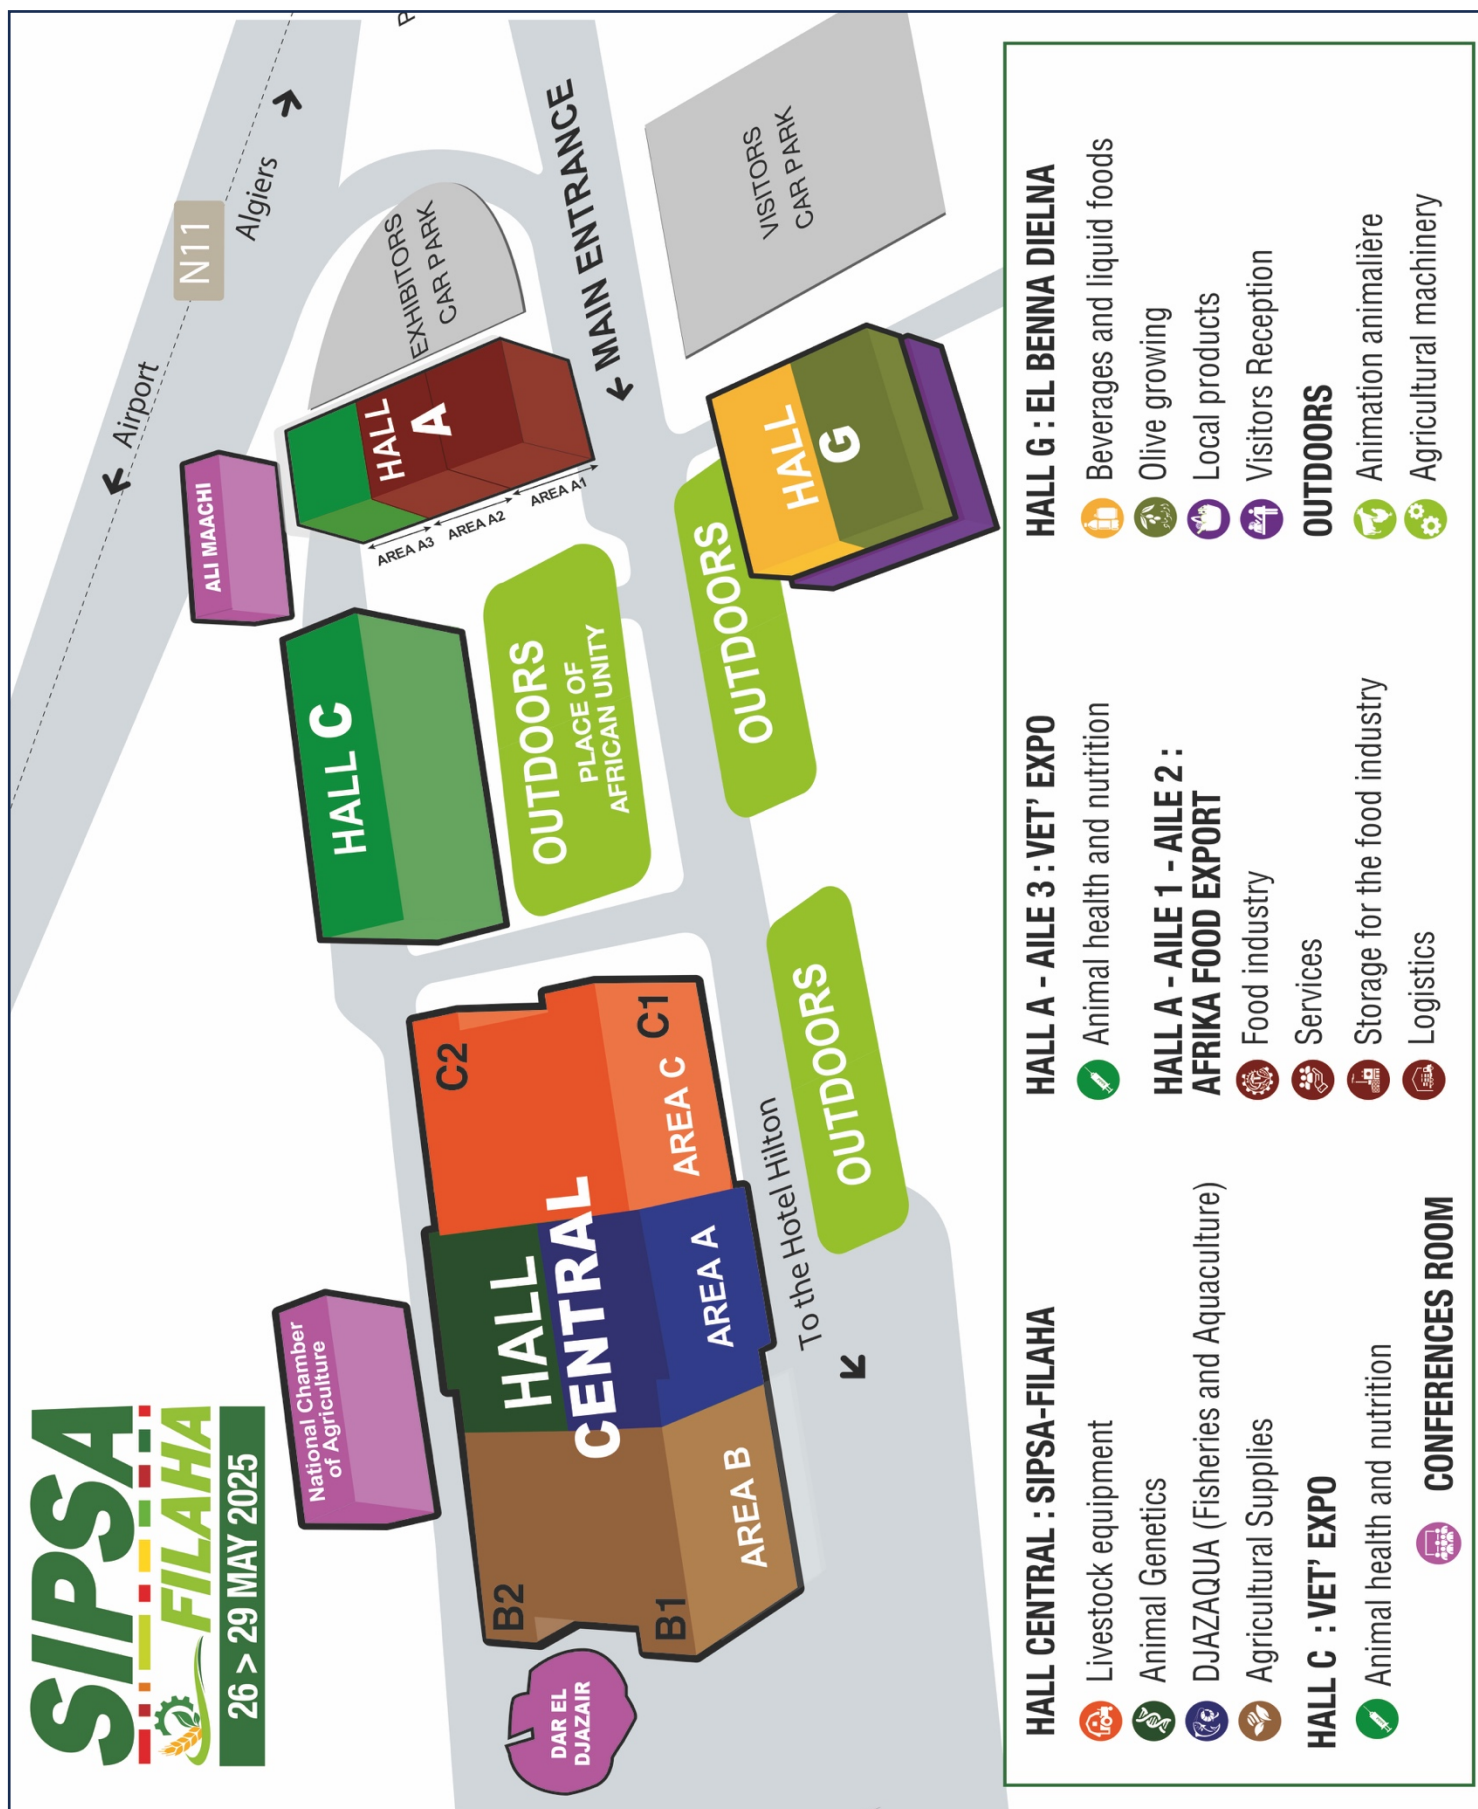 SIPSA
FILAHA
26 > 29 MAY 2025
Airport
N11
Algiers
P
National Chamber
of Agriculture
ALI MAACHI
DAR EL
DJAZAIR
B2
B1
AREA B
HALL
CENTRAL
AREA A
C2
C1
AREA C
HALL C
OUTDOORS
PLACE OF
AFRICAN UNITY
HALL
A
AREA A3
AREA A2
AREA A1
EXHIBITORS
CAR PARK
MAIN ENTRANCE
VISITORS
CAR PARK
HALL
G
OUTDOORS
OUTDOORS
To the Hotel Hilton
HALL CENTRAL : SIPSA-FILAHA
Livestock equipment
Animal Genetics
DJAZAQUA (Fisheries and Aquaculture)
Agricultural Supplies
HALL C : VET' EXPO
Animal health and nutrition
CONFERENCES ROOM
HALL A - AILE 3 : VET' EXPO
Animal health and nutrition
HALL A - AILE 1 - AILE 2 :
AFRIKA FOOD EXPORT
Food industry
Services
Storage for the food industry
Logistics
HALL G : EL BENNA DIELNA
Beverages and liquid foods
Olive growing
Local products
Visitors Reception
OUTDOORS
Animation animalière
Agricultural machinery